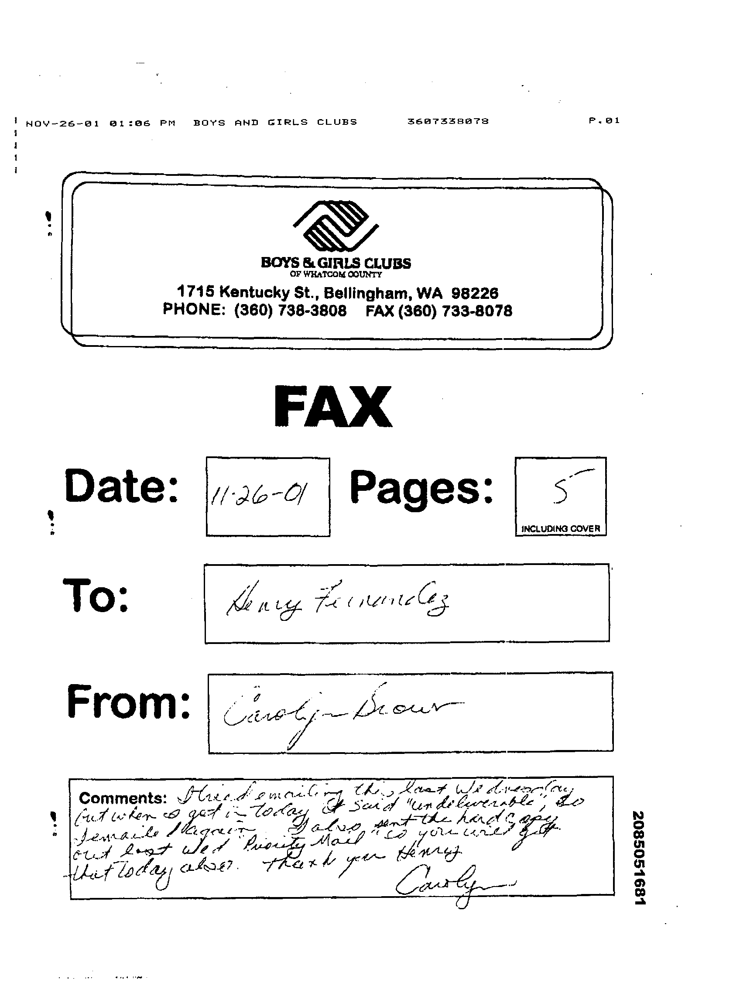 NOV-26-01 01:06 PM BOYS AND GIRLS CLUBS 3607338078 P.01
BOYS & GIRLS CLUBS
OF WHATCOM COUNTY
1715 Kentucky St., Bellingham, WA 98226
PHONE: (360) 738-3808 FAX (360) 733-8078
FAX
Date: 11-26-01 Pages: 5
INCLUDING COVER
To: Henry Fernandez
From: Carolyn Brown
Comments: I tried emailing this last Wednesday
but when I got in today it said "undeliverable", so
I emailed again. I also sent the hard copy
out last Wed "Priority Mail" so you will get
that today also?. Thank you Henry
Carolyn
2085051681